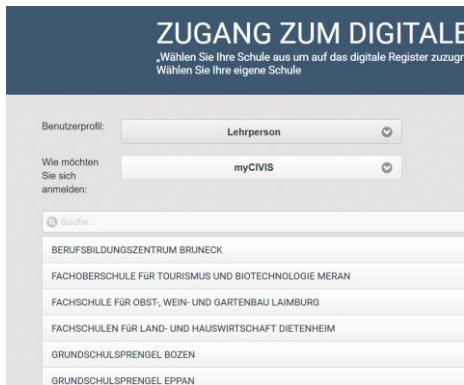 ZUGANG ZUM DIGITALE
„Wählen Sie Ihre Schule aus um auf das digitale Register zuzugr
Wählen Sie Ihre eigene Schule
Benutzerprofil:
Lehrperson
Wie möchten
Sie sich
anmelden:
myCIVIS
Suche...
BERUFSBILDUNGSZENTRUM BRUNECK
FACHOBERSCHULE FüR TOURISMUS UND BIOTECHNOLOGIE MERAN
FACHSCHULE FüR OBST-, WEIN- UND GARTENBAU LAIMBURG
FACHSCHULEN FüR LAND- UND HAUSWIRTSCHAFT DIETENHEIM
GRUNDSCHULSPRENGEL BOZEN
GRUNDSCHULSPRENGEL EPPAN